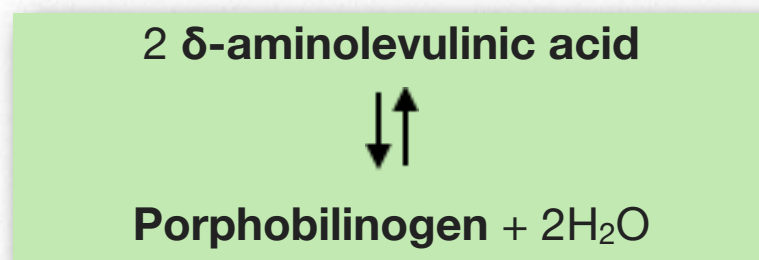 2 δ-aminolevulinic acid
Porphobilinogen + 2H₂O